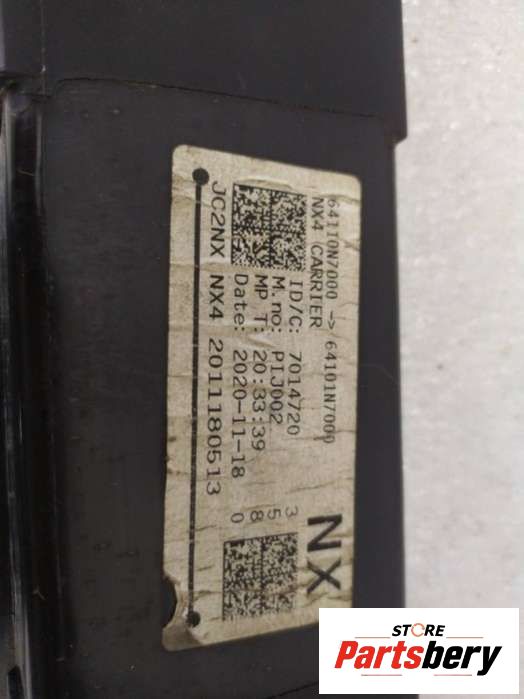 64110N7000 -> 64101N7000
NX4 CARRIER
ID/C: 7014720
M.no: PIJ002
MP T: 20:33:39
Date: 2020-11-18
JC2NX NX4 2011180513
3
5
8
0
NX
STORE
Partsbery